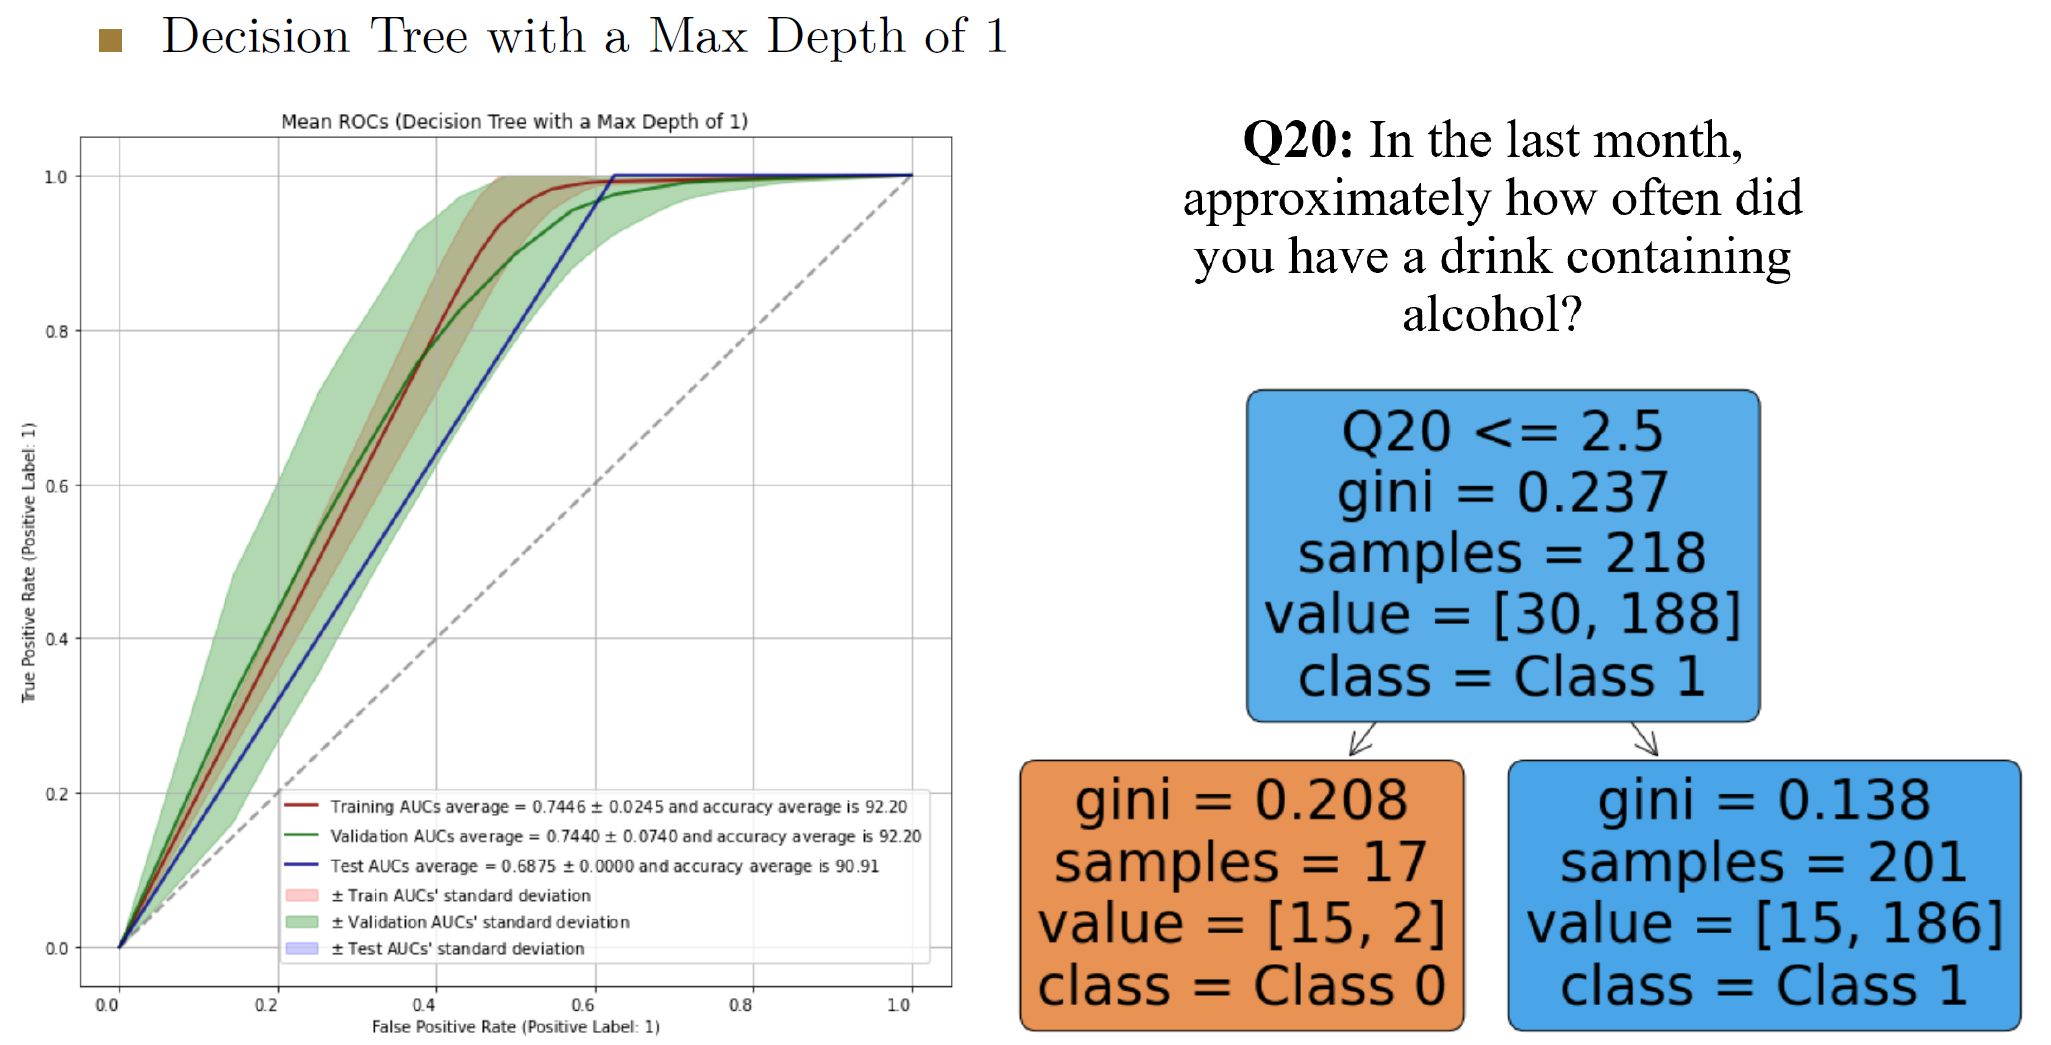 Decision Tree with a Max Depth of 1
Mean ROCs (Decision Tree with a Max Depth of 1)
True Positive Rate (Positive Label: 1)
1.0
0.8
0.6
0.4
0.2
0.0
Training AUCs average = 0.7446 ± 0.0245 and accuracy average is 92.20
Validation AUCs average = 0.7440 ± 0.0740 and accuracy average is 92.20
Test AUCs average = 0.6875 ± 0.0000 and accuracy average is 90.91
± Train AUCs' standard deviation
± Validation AUCs' standard deviation
± Test AUCs' standard deviation
0.0 0.2 0.4 0.6 0.8 1.0
False Positive Rate (Positive Label: 1)
Q20: In the last month,
approximately how often did
you have a drink containing
alcohol?
Q20 <= 2.5
gini = 0.237
samples = 218
value = [30, 188]
class = Class 1
gini = 0.208
samples = 17
value = [15, 2]
class = Class 0
gini = 0.138
samples = 201
value = [15, 186]
class = Class 1